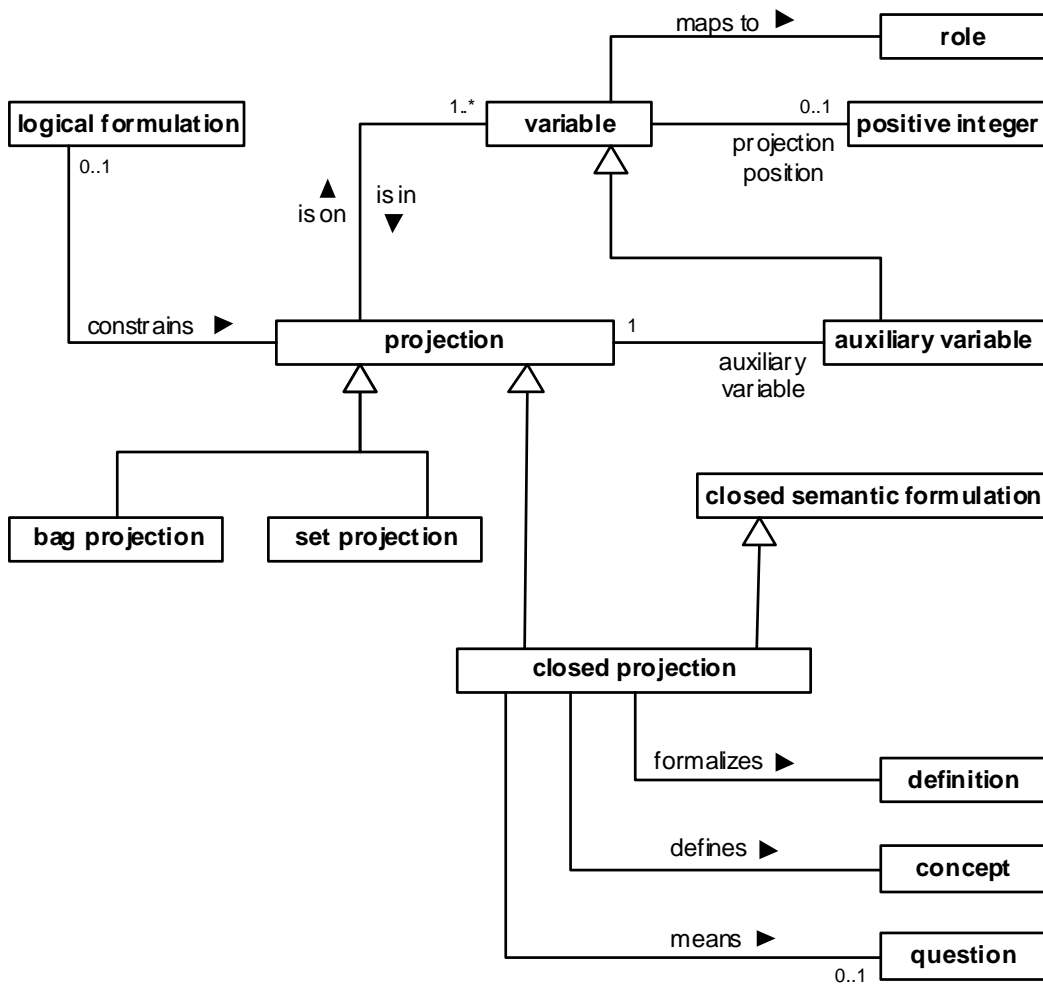 maps to ►
role
logical formulation
0..1
1..*
variable
0..1
positive integer
projection
position
▲
is on
is in
▼
constrains ►
projection
1
auxiliary
variable
auxiliary variable
closed semantic formulation
bag projection
set projection
closed projection
formalizes ►
definition
defines ►
concept
means ►
question
0..1